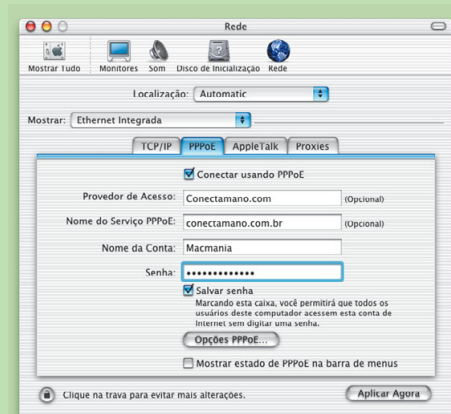 Rede
Mostrar Tudo Monitores Som Disco de Inicialização Rede
Localização: Automatic
Mostrar: Ethernet Integrada
TCP/IP PPPoE AppleTalk Proxies
Conectar usando PPPoE
Provedor de Acesso: Conectamano.com (Opcional)
Nome do Serviço PPPoE: conectamano.com.br (Opcional)
Nome da Conta: Macmania
Senha: •••••••••••••
Salvar senha
Marcando esta caixa, você permitirá que todos os
usuários deste computador acessem esta conta de
Internet sem digitar uma senha.
Opções PPPoE...
Mostrar estado de PPPoE na barra de menus
Clique na trava para evitar mais alterações. Aplicar Agora